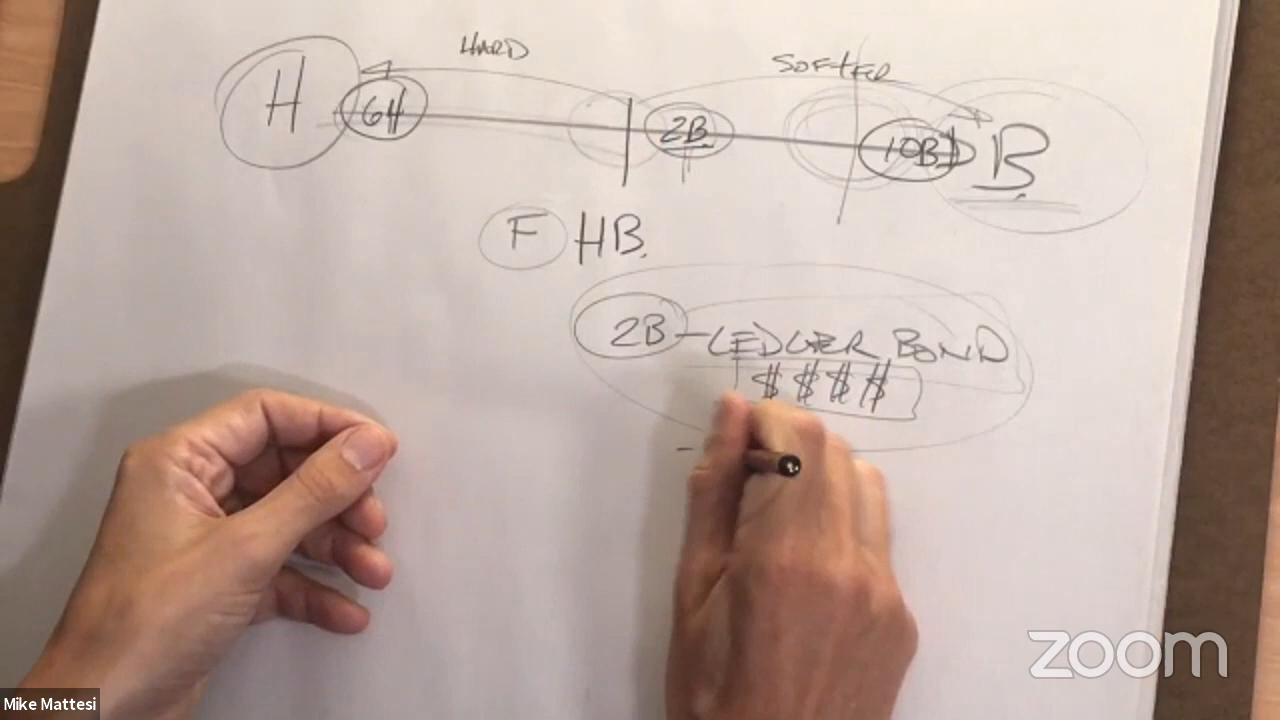 HARD
SOFTER
H 6H 2B 10B B
F HB.
2B - LEDGER BOND
$ $ $ $
zoom
Mike Mattesi